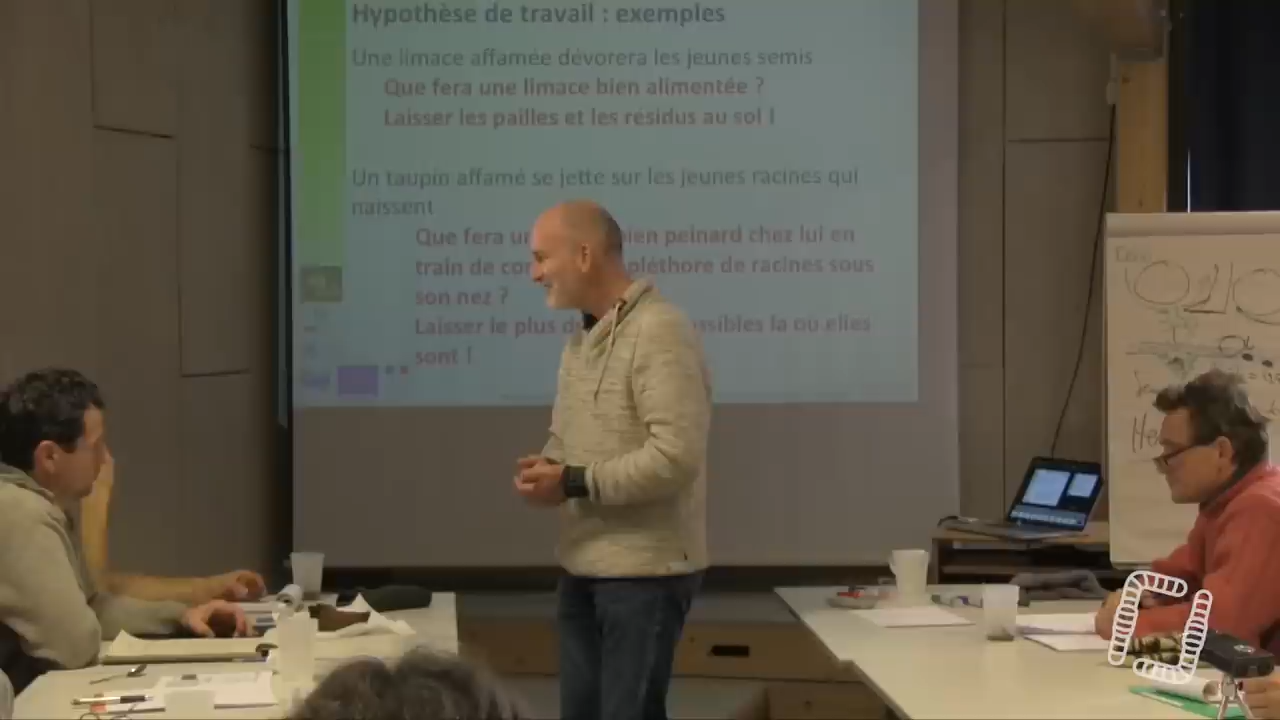 Hypothèse de travail : exemples
Une limace affamée dévorera les jeunes semis
Que fera une limace bien alimentée ?
Laisser les pailles et les résidus au sol !
Un taupin affamé se jette sur les jeunes racines qui
naissent
Que fera bien peinard chez lui en
train de pléthore de racines sous
son nez ?
Laisser le plus là où elles
sont !